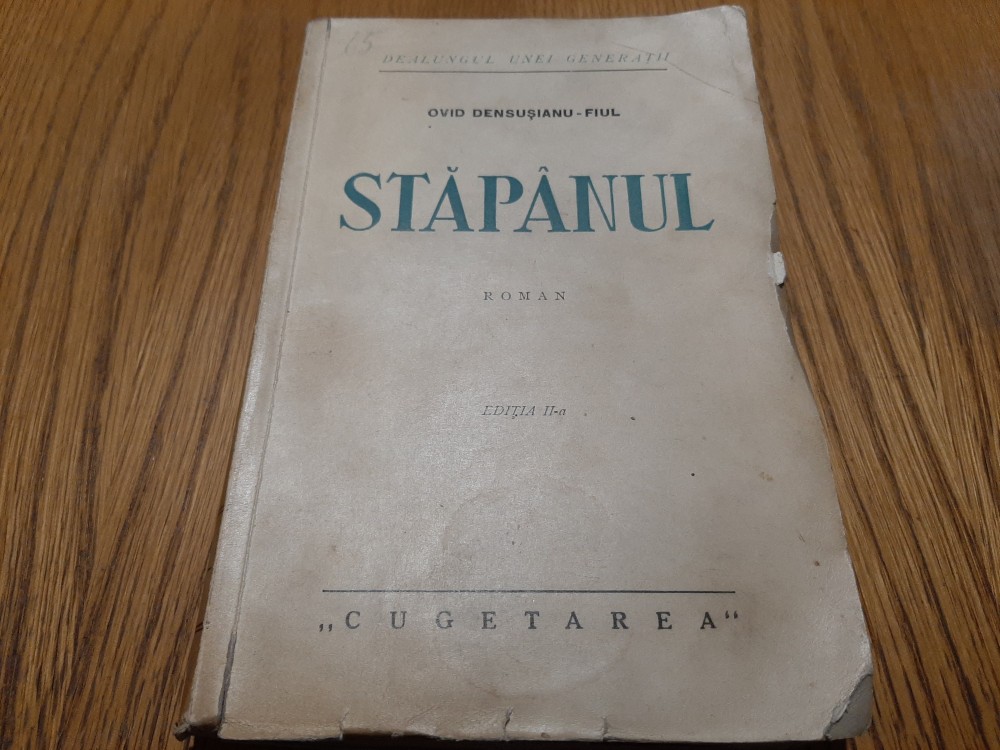 15
DEALUNGUL UNEI GENERAȚII
OVID DENSUȘIANU-FIUL
STĂPÂNUL
ROMAN
EDIȚIA II-a
„CUGETAREA“